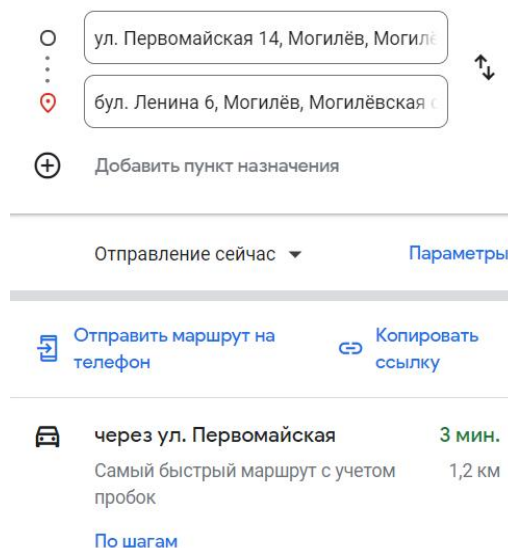 ул. Первомайская 14, Могилёв, Могилё
бул. Ленина 6, Могилёв, Могилёвская
Добавить пункт назначения
Отправление сейчас
Параметры
Отправить маршрут на
телефон
Копировать
ссылку
через ул. Первомайская
3 мин.
Самый быстрый маршрут с учетом
1,2 км
пробок
По шагам